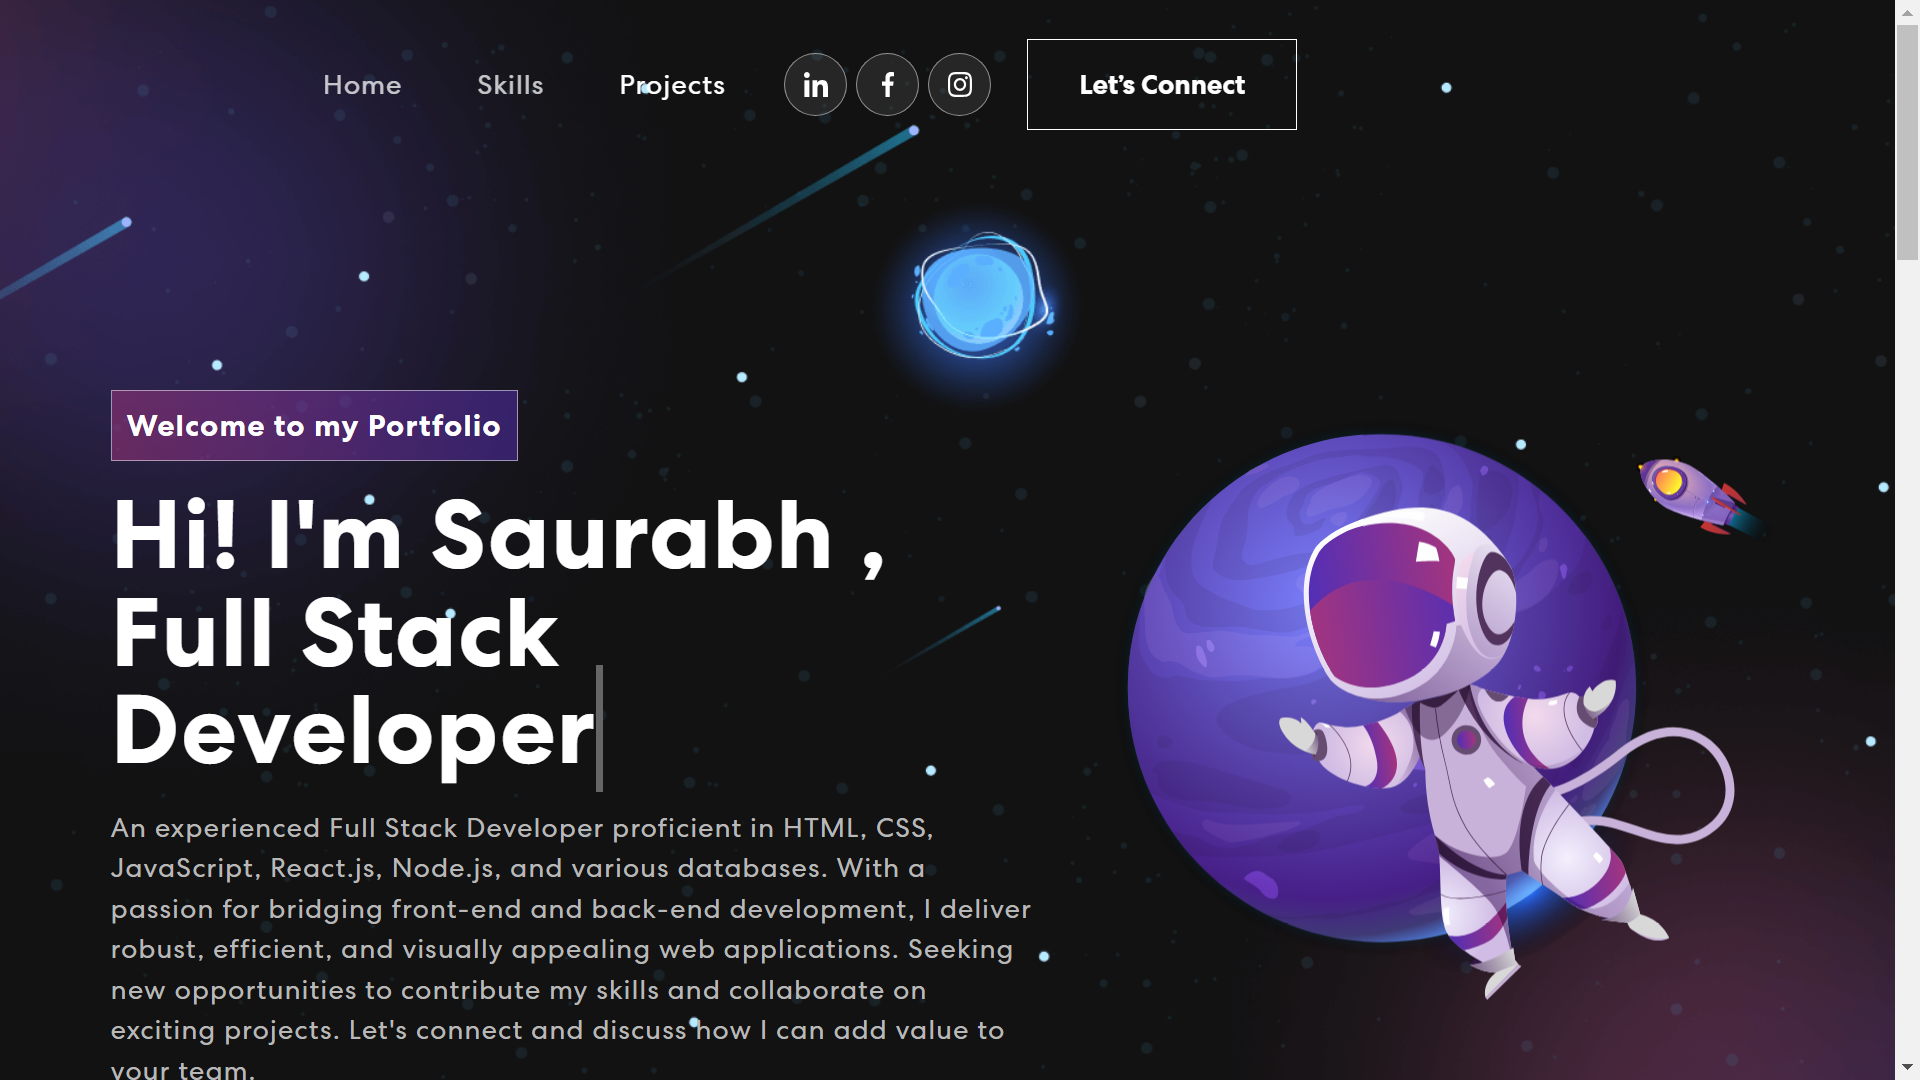 Home Skills Projects Let's Connect
Welcome to my Portfolio
Hi! I'm Saurabh ,
Full Stack
Developer
An experienced Full Stack Developer proficient in HTML, CSS,
JavaScript, React.js, Node.js, and various databases. With a
passion for bridging front-end and back-end development, I deliver
robust, efficient, and visually appealing web applications. Seeking
new opportunities to contribute my skills and collaborate on
exciting projects. Let's connect and discuss how I can add value to
your team.